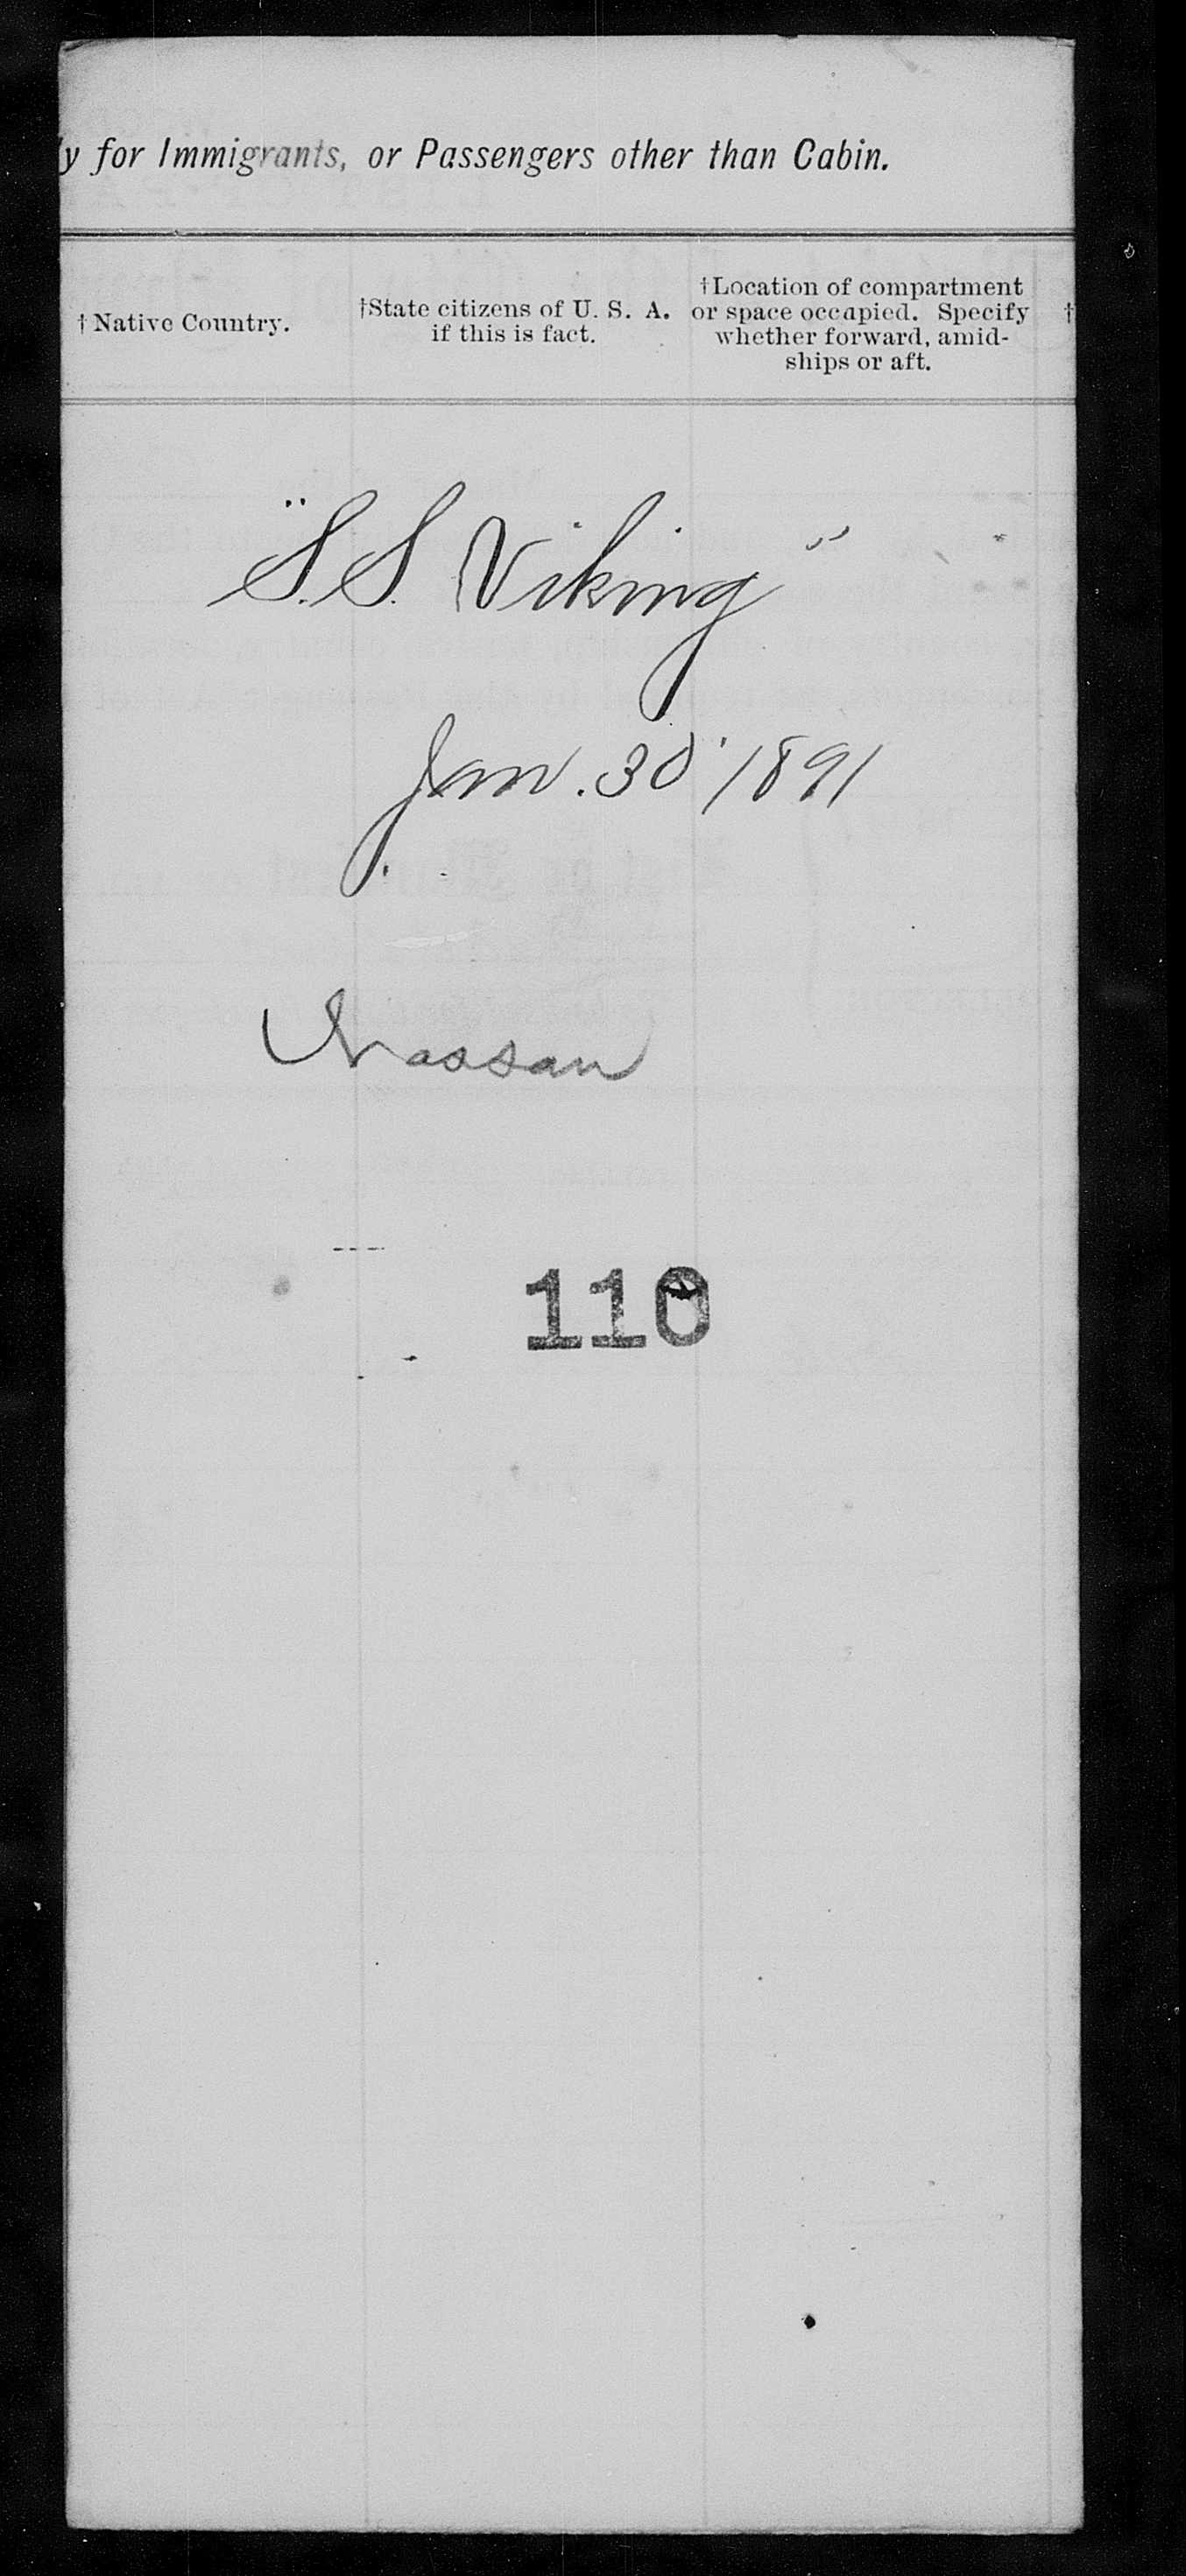 y for Immigrants, or Passengers other than Cabin.
† Native Country.
†State citizens of U. S. A.
if this is fact.
†Location of compartment
or space occupied. Specify
whether forward, amid-
ships or aft.
†
"S.S. Viking"
Jan. 30 1891
Nassau
110